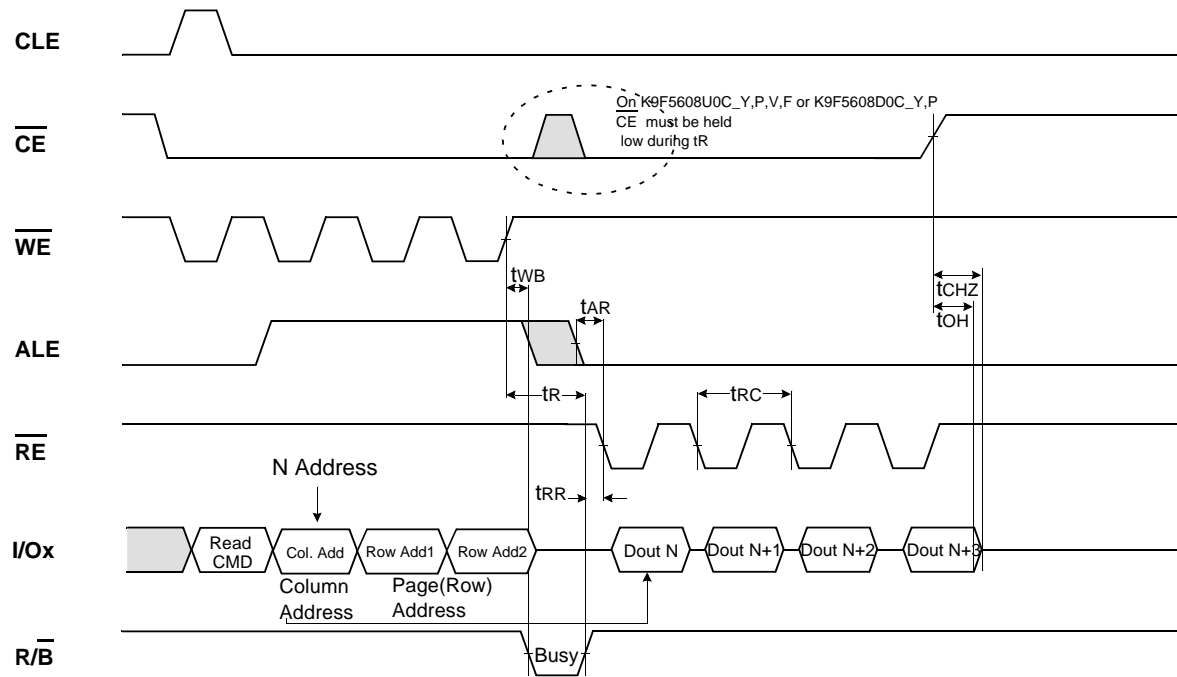 CLE
On K9F5608U0C_Y,P,V,F or K9F5608D0C_Y,P
CE must be held
low during tR
CE
WE
tWB
tCHZ
tAR
tOH
ALE
tR
tRC
RE
N Address
tRR
I/Ox
Read
CMD
Col. Add
Row Add1
Row Add2
Dout N
Dout N+1
Dout N+2
Dout N+3
Column
Address
Page(Row)
Address
R/B
Busy